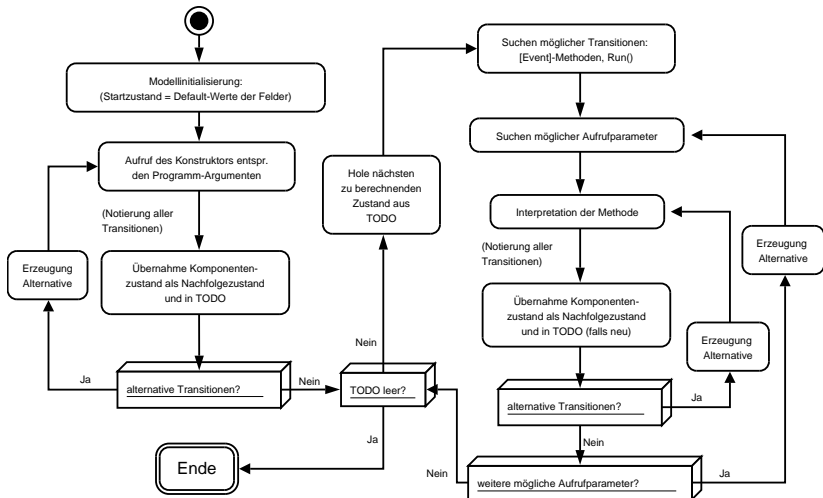 Modellinitialisierung:
(Startzustand = Default-Werte der Felder)
Aufruf des Konstruktors entspr.
den Programm-Argumenten
(Notierung aller
Transitionen)
Erzeugung
Alternative
Übernahme Komponenten-
zustand als Nachfolgezustand
und in TODO
Ja
alternative Transitionen?
Nein
TODO leer?
Ja
Ende
Nein
Hole nächsten
zu berechnenden
Zustand aus
TODO
Suchen möglicher Transitionen:
[Event]-Methoden, Run()
Suchen möglicher Aufrufparameter
Interpretation der Methode
(Notierung aller
Transitionen)
Übernahme Komponenten-
zustand als Nachfolgezustand
und in TODO (falls neu)
Erzeugung
Alternative
Erzeugung
Alternative
alternative Transitionen?
Ja
Nein
Nein
weitere mögliche Aufrufparameter?
Ja